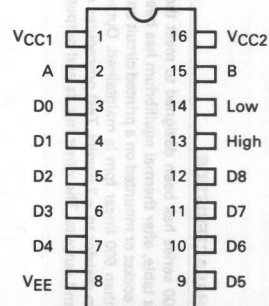 VCC1 1 16 VCC2
A 2 15 B
D0 3 14 Low
D1 4 13 High
D2 5 12 D8
D3 6 11 D7
D4 7 10 D6
VEE 8 9 D5